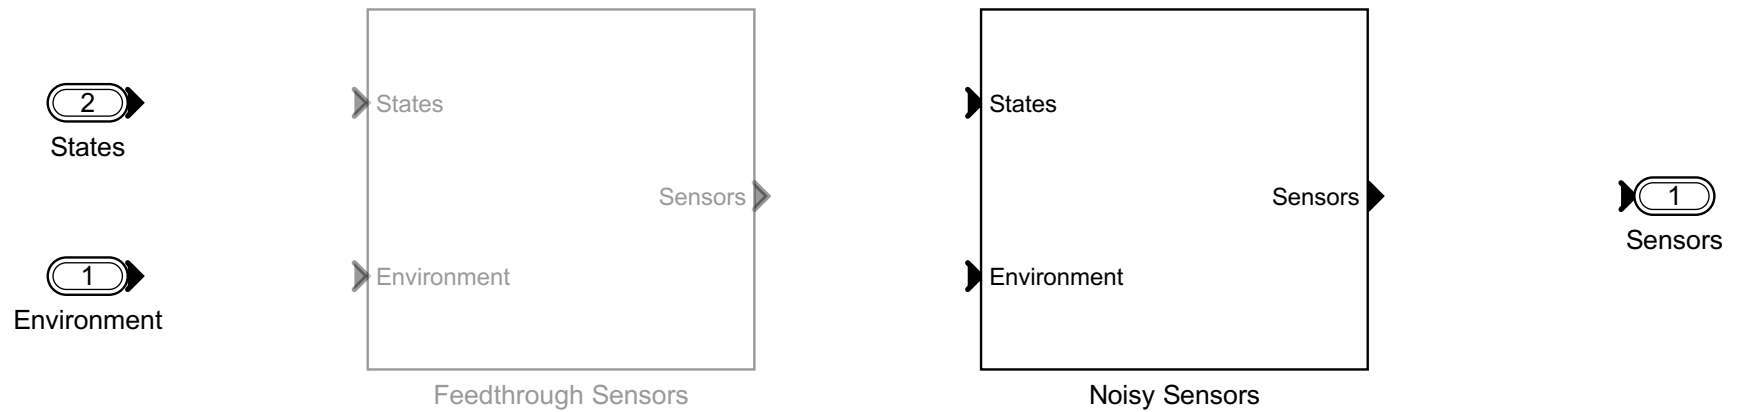 2
States
1
Environment
States
Sensors
Environment
Feedthrough Sensors
States
Sensors
Environment
Noisy Sensors
1
Sensors